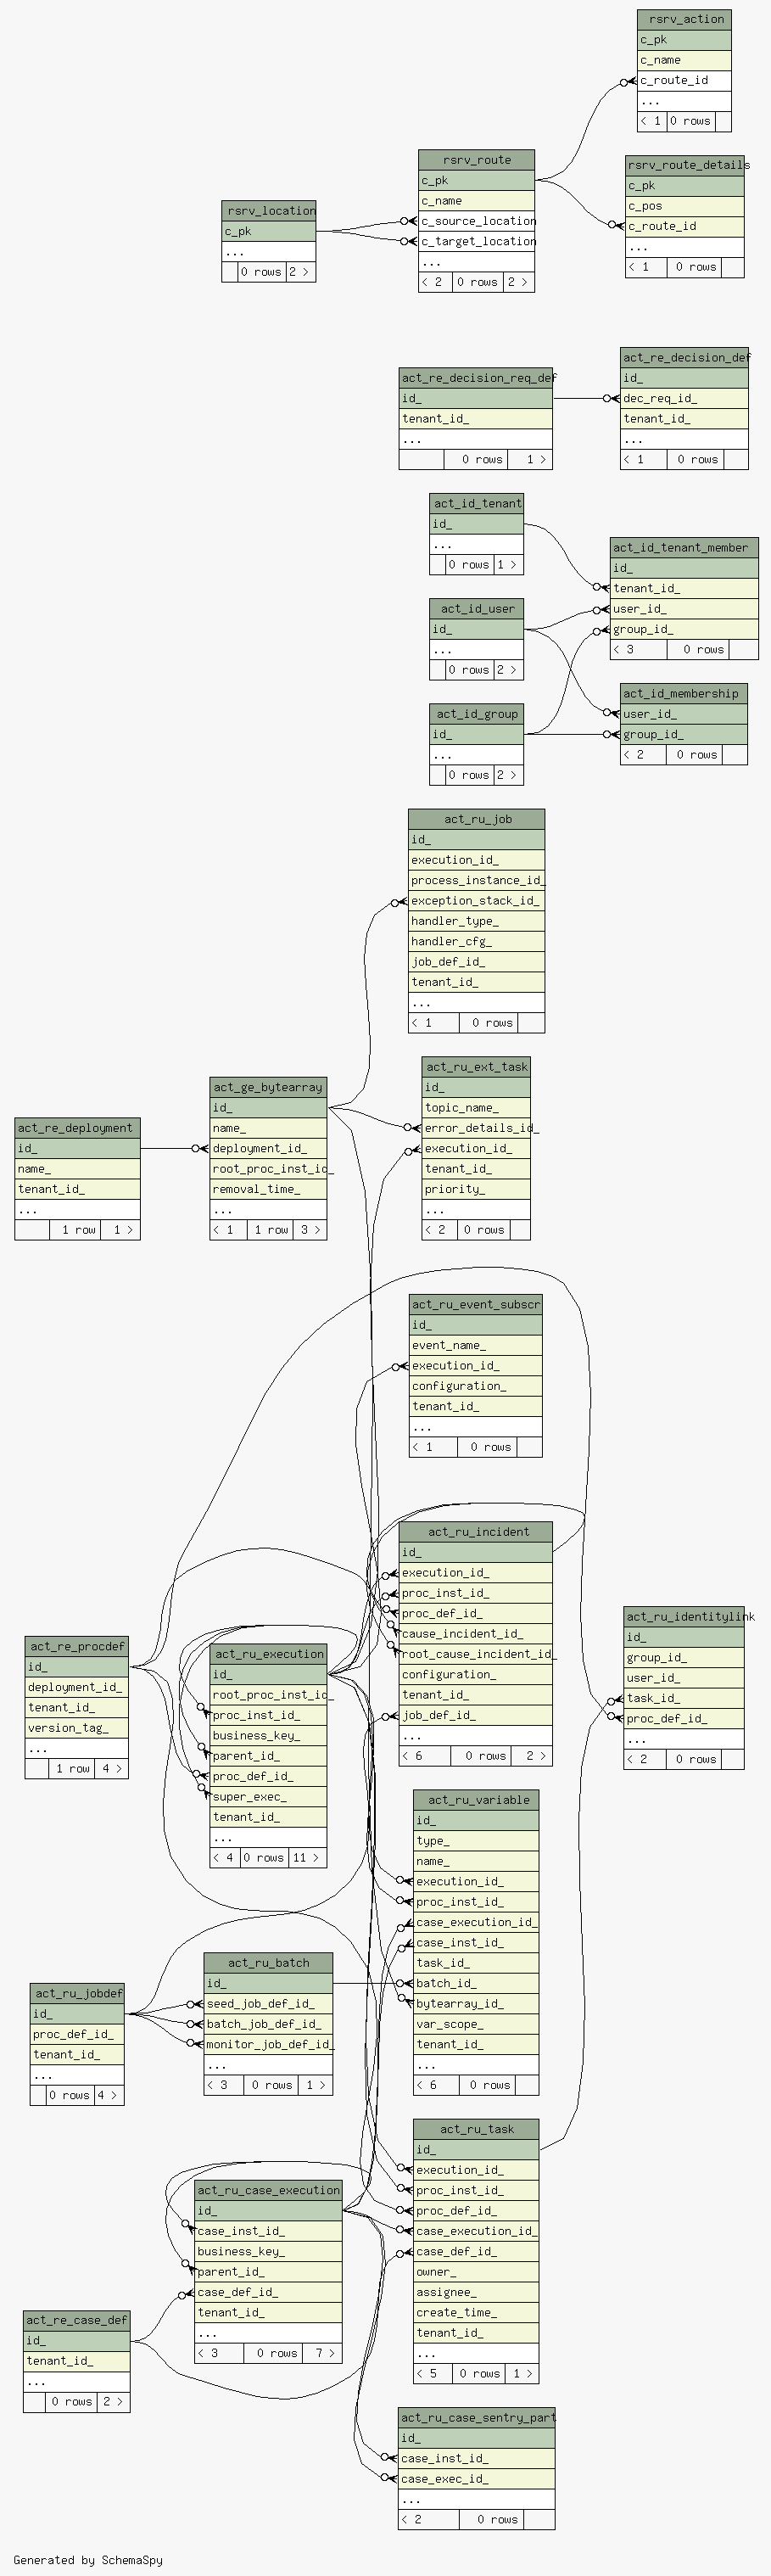 rsrv_action
c_pk
c_name
c_route_id
...
< 1 0 rows
rsrv_route
c_pk
c_name
c_source_location
c_target_location
...
< 2 0 rows 2 >
rsrv_route_details
c_pk
c_pos
c_route_id
...
< 1 0 rows
rsrv_location
c_pk
...
0 rows 2 >
act_re_decision_req_def
id_
tenant_id_
...
0 rows 1 >
act_re_decision_def
id_
dec_req_id_
tenant_id_
...
< 1 0 rows
act_id_tenant
id_
...
0 rows 1 >
act_id_tenant_member
id_
tenant_id_
user_id_
group_id_
< 3 0 rows
act_id_user
id_
...
0 rows 2 >
act_id_membership
user_id_
group_id_
< 2 0 rows
act_id_group
id_
...
0 rows 2 >
act_ru_job
id_
execution_id_
process_instance_id_
exception_stack_id_
handler_type_
handler_cfg_
job_def_id_
tenant_id_
...
< 1 0 rows
act_ru_ext_task
id_
topic_name_
error_details_id_
execution_id_
tenant_id_
priority_
...
< 2 0 rows
act_ge_bytearray
id_
name_
deployment_id_
root_proc_inst_id_
removal_time_
...
< 1 1 row 3 >
act_re_deployment
id_
name_
tenant_id_
...
1 row 1 >
act_ru_event_subscr
id_
event_name_
execution_id_
configuration_
tenant_id_
...
< 1 0 rows
act_ru_incident
id_
execution_id_
proc_inst_id_
proc_def_id_
cause_incident_id_
root_cause_incident_id_
configuration_
tenant_id_
job_def_id_
...
< 6 0 rows 2 >
act_ru_identitylink
id_
group_id_
user_id_
task_id_
proc_def_id_
...
< 2 0 rows
act_re_procdef
id_
deployment_id_
tenant_id_
version_tag_
...
1 row 4 >
act_ru_execution
id_
root_proc_inst_id_
proc_inst_id_
business_key_
parent_id_
proc_def_id_
super_exec_
tenant_id_
...
< 4 0 rows 11 >
act_ru_variable
id_
type_
name_
execution_id_
proc_inst_id_
case_execution_id_
case_inst_id_
task_id_
batch_id_
bytearray_id_
var_scope_
tenant_id_
...
< 6 0 rows
act_ru_batch
id_
seed_job_def_id_
batch_job_def_id_
monitor_job_def_id_
...
< 3 0 rows 1 >
act_ru_jobdef
id_
proc_def_id_
tenant_id_
...
0 rows 4 >
act_ru_task
id_
execution_id_
proc_inst_id_
proc_def_id_
case_execution_id_
case_def_id_
owner_
assignee_
create_time_
tenant_id_
...
< 5 0 rows 1 >
act_ru_case_execution
id_
case_inst_id_
business_key_
parent_id_
case_def_id_
tenant_id_
...
< 3 0 rows 7 >
act_re_case_def
id_
tenant_id_
...
0 rows 2 >
act_ru_case_sentry_part
id_
case_inst_id_
case_exec_id_
...
< 2 0 rows
Generated by SchemaSpy